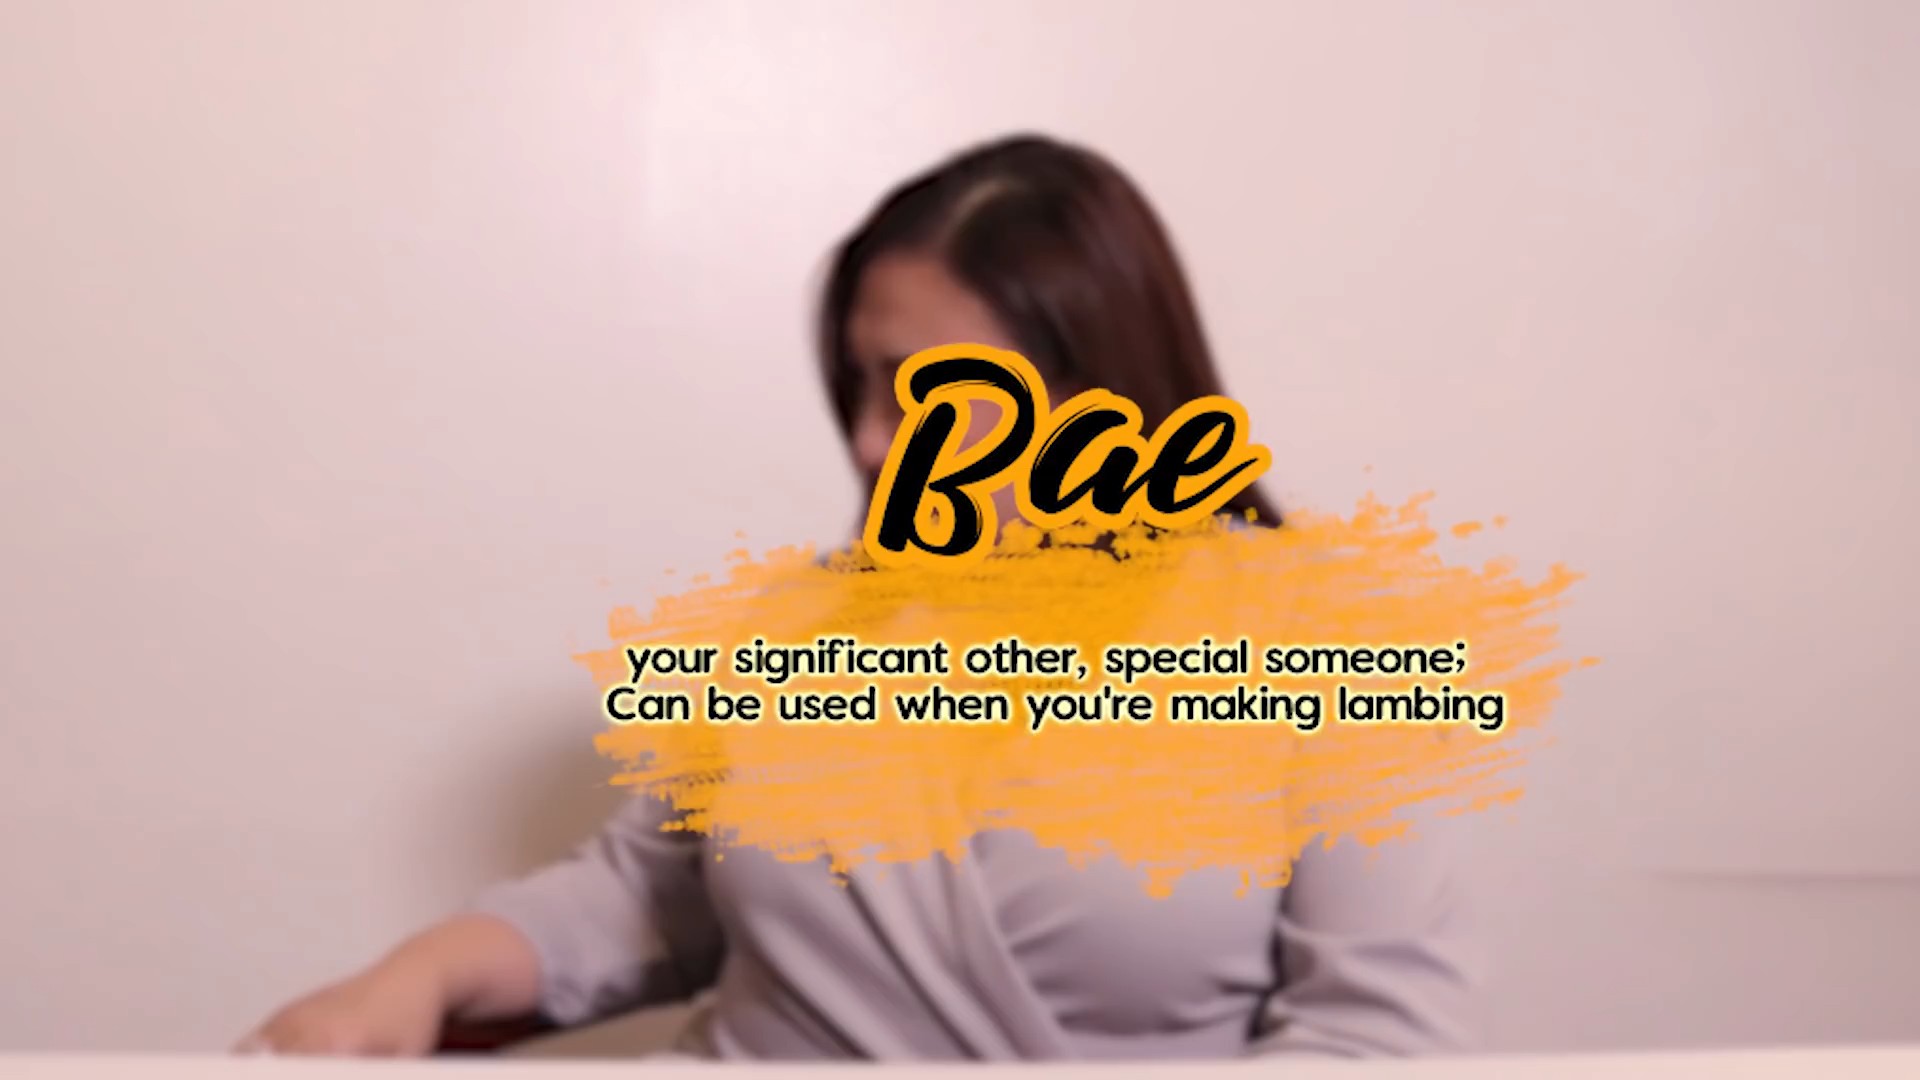 Bae
your significant other, special someone;
Can be used when you're making lambing